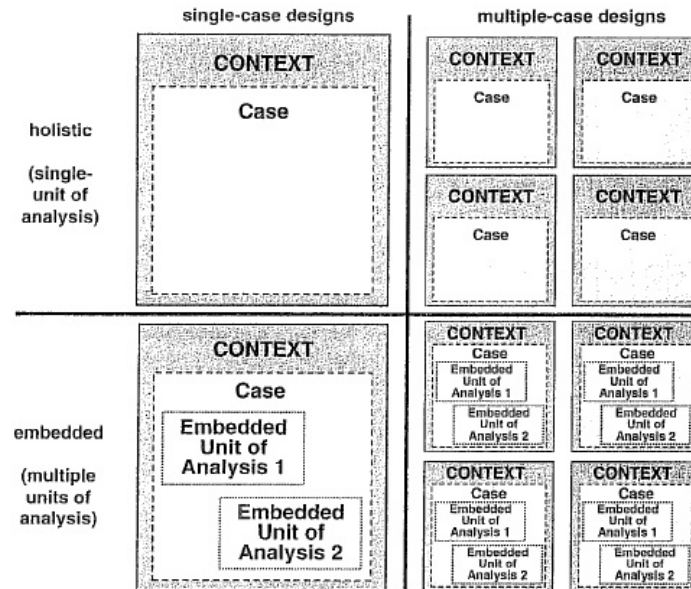 single-case designs
multiple-case designs
holistic
(single-
unit of
analysis)
CONTEXT
Case
CONTEXT
Case
CONTEXT
Case
CONTEXT
Case
CONTEXT
Case
embedded
(multiple
units of
analysis)
CONTEXT
Case
Embedded
Unit of
Analysis 1
Embedded
Unit of
Analysis 2
CONTEXT
Case
Embedded
Unit of
Analysis 1
Embedded
Unit of
Analysis 2
CONTEXT
Case
Embedded
Unit of
Analysis 1
Embedded
Unit of
Analysis 2
CONTEXT
Case
Embedded
Unit of
Analysis 1
Embedded
Unit of
Analysis 2
CONTEXT
Case
Embedded
Unit of
Analysis 1
Embedded
Unit of
Analysis 2